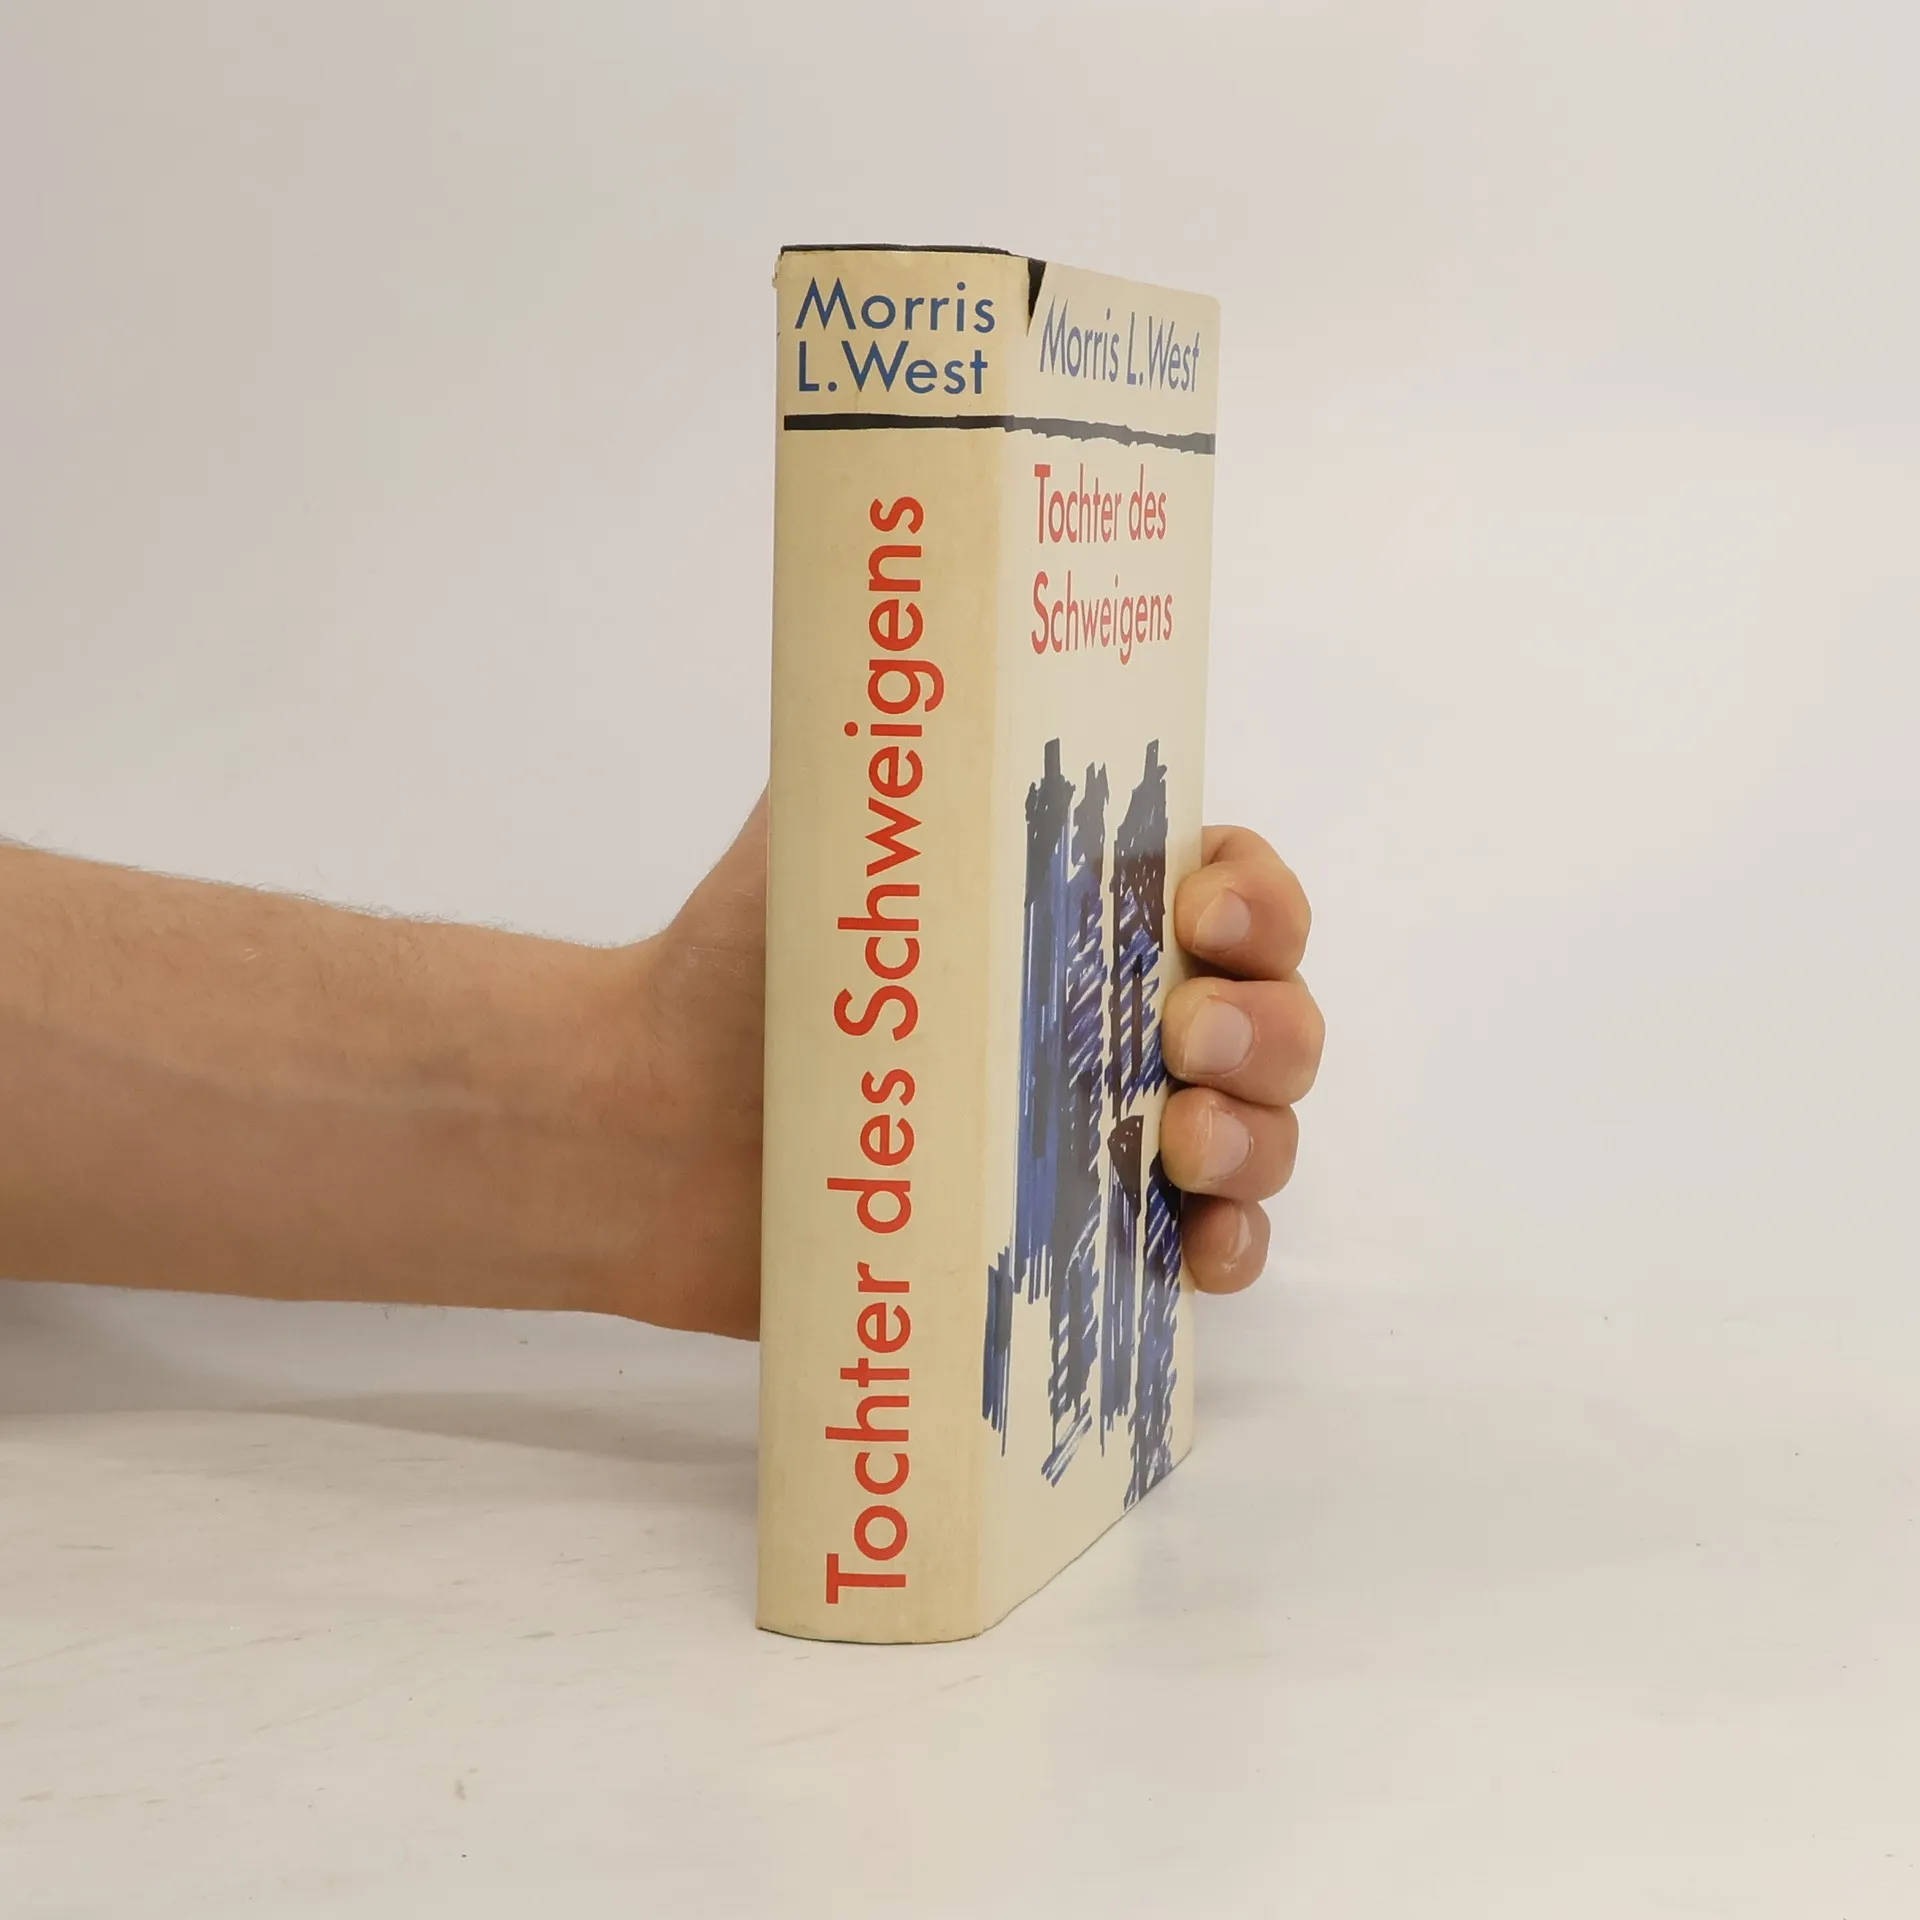 Morris
L.West
Tochter des Schweigens
Morris L.West
Tochter des
Schweigens